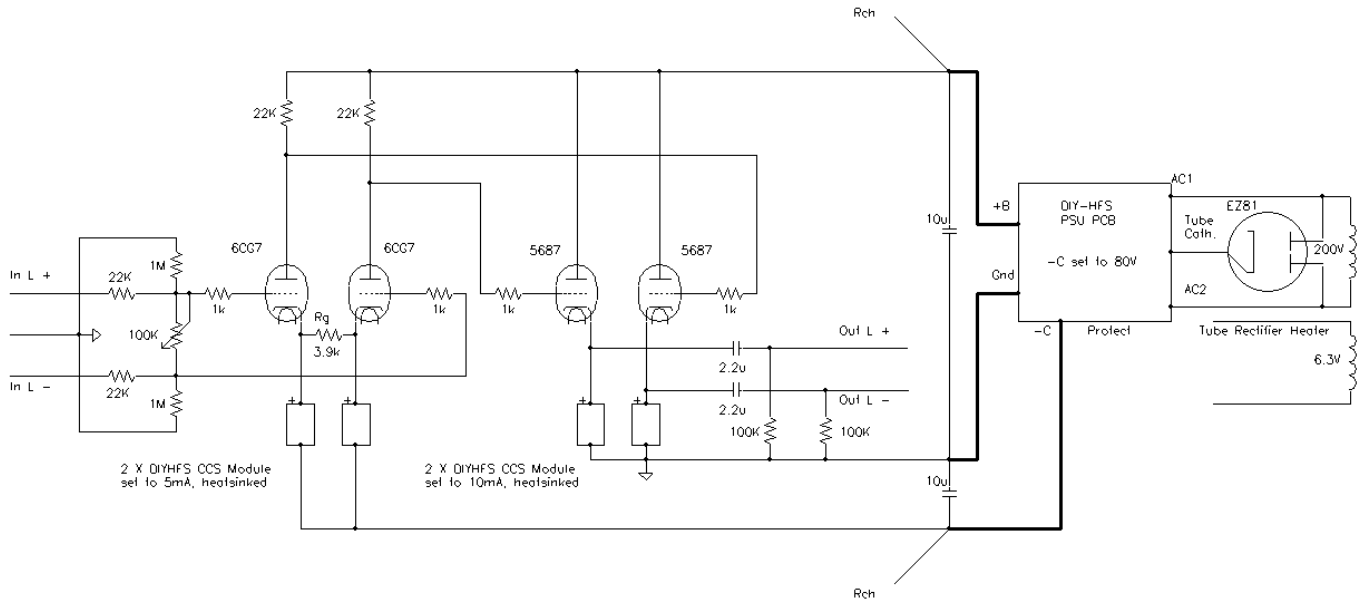 Rch
22K
22K
6CG7
6CG7
5687
5687
10u
+B
DIY-HFS
PSU PCB
-C set to 80V
Gnd
-C
Protect
AC1
EZ81
Tube
Cath.
200V
AC2
Tube Rectifier Heater
6.3V
In L +
22K
1M
1k
100K
In L -
22K
1M
Rg
3.9k
1k
1k
1k
Out L +
2.2u
2.2u
Out L -
100K
100K
2 X DIYHFS CCS Module
set to 5mA, heatsinked
2 X DIYHFS CCS Module
set to 10mA, heatsinked
+
+
+
+
10u
Rch